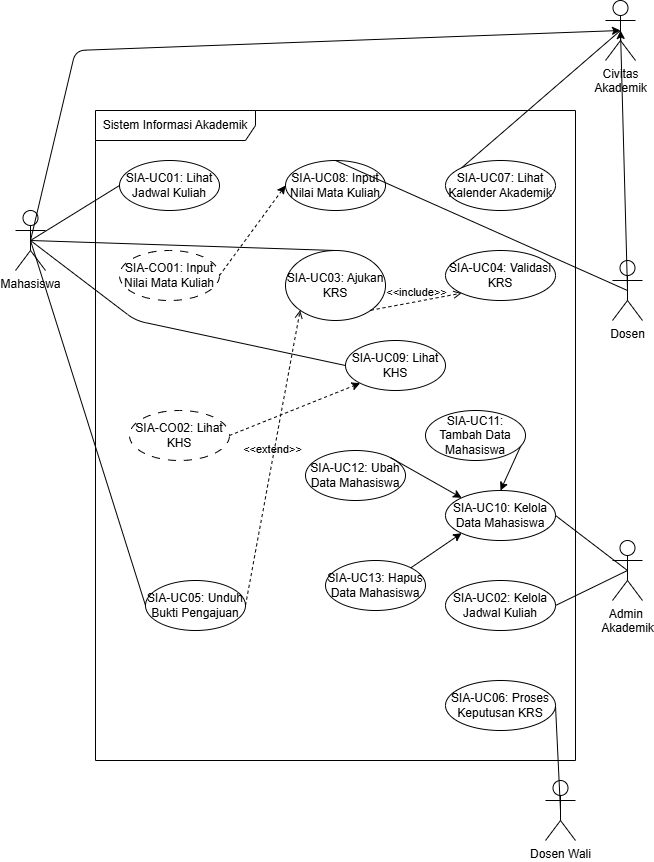 Civitas
Akademik
Sistem Informasi Akademik
SIA-UC01: Lihat
Jadwal Kuliah
SIA-UC08: Input
Nilai Mata Kuliah
SIA-UC07: Lihat
Kalender Akademik
Mahasiswa
SIA-CO01: Input
Nilai Mata Kuliah
SIA-UC03: Ajukan
KRS
<<include>>
SIA-UC04: Validasi
KRS
Dosen
SIA-UC09: Lihat
KHS
SIA-CO02: Lihat
KHS
<<extend>>
SIA-UC11:
Tambah Data
Mahasiswa
SIA-UC12: Ubah
Data Mahasiswa
SIA-UC10: Kelola
Data Mahasiswa
SIA-UC13: Hapus
Data Mahasiswa
SIA-UC05: Unduh
Bukti Pengajuan
SIA-UC02: Kelola
Jadwal Kuliah
Admin
Akademik
SIA-UC06: Proses
Keputusan KRS
Dosen Wali